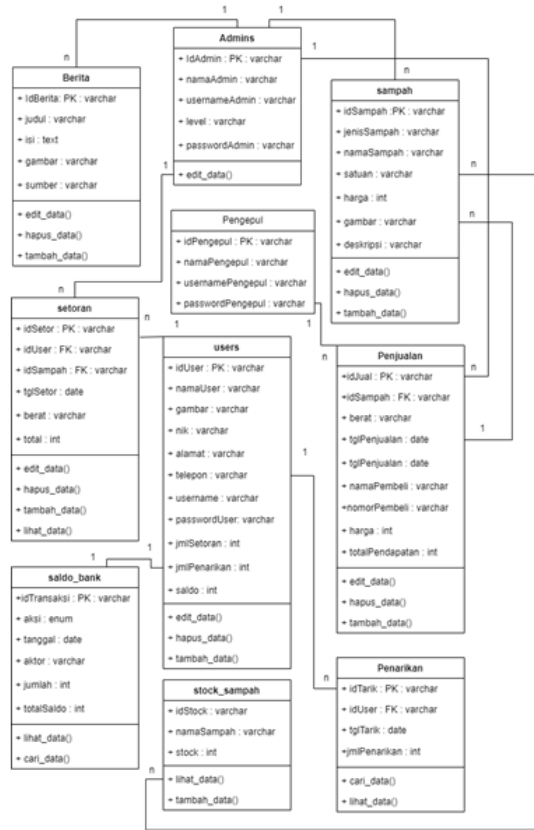 1
1
1
n
n
Admins
+ IdAdmin : PK : varchar
+ namaAdmin : varchar
+ usernameAdmin : varchar
+ level : varchar
+ passwordAdmin : varchar
+ edit_data()
Berita
+ IdBerita: PK : varchar
+ judul : varchar
+ isi : text
+ gambar : varchar
+ sumber : varchar
+ edit_data()
+ hapus_data()
+ tambah_data()
sampah
+ idSampah :PK : varchar
+ jenisSampah : varchar
+ namaSampah : varchar
+ satuan : varchar
+ harga : int
+ gambar : varchar
+ deskripsi : varchar
+ edit_data()
+ hapus_data()
+ tambah_data()
1
n
n
Pengepul
+ idPengepul : PK : varchar
+ namaPengepul : varchar
+ usernamePengepul : varchar
+ passwordPengepul : varchar
n
n
1
1
n
setoran
+ idSetor : PK : varchar
+ idUser : FK : varchar
+ idSampah : FK : varchar
+ tglSetor : date
+ berat : varchar
+ total : int
+ edit_data()
+ hapus_data()
+ tambah_data()
+ lihat_data()
users
+ idUser : PK : varchar
+ namaUser : varchar
+ gambar : varchar
+ nik : varchar
+ alamat : varchar
+ telepon : varchar
+ username : varchar
+ passwordUser: varchar
+ jmlSetoran : int
+ jmlPenarikan : int
+ saldo : int
+ edit_data()
+ hapus_data()
+ tambah_data()
Penjualan
+idJual : PK : varchar
+idSampah : FK : varchar
+ berat : varchar
+ tglPenjualan : date
+ tglPenjualan : date
+ namaPembeli : varchar
+nomorPembeli : varchar
+ harga : int
+ totalPendapatan : int
+ edit_data()
+ hapus_data()
+ tambah_data()
n
1
1
1
1
saldo_bank
+idTransaksi : PK : varchar
+ aksi : enum
+ tanggal : date
+ aktor : varchar
+ jumlah : int
+ totalSaldo : int
+ lihat_data()
+ cari_data()
stock_sampah
+ idStock : varchar
+ namaSampah : varchar
+ stock : int
+ lihat_data()
+ tambah_data()
n
n
Penarikan
+ idTarik : PK : varchar
+ idUser : FK : varchar
+ tglTarik : date
+jmlPenarikan : int
+ cari_data()
+ lihat_data()